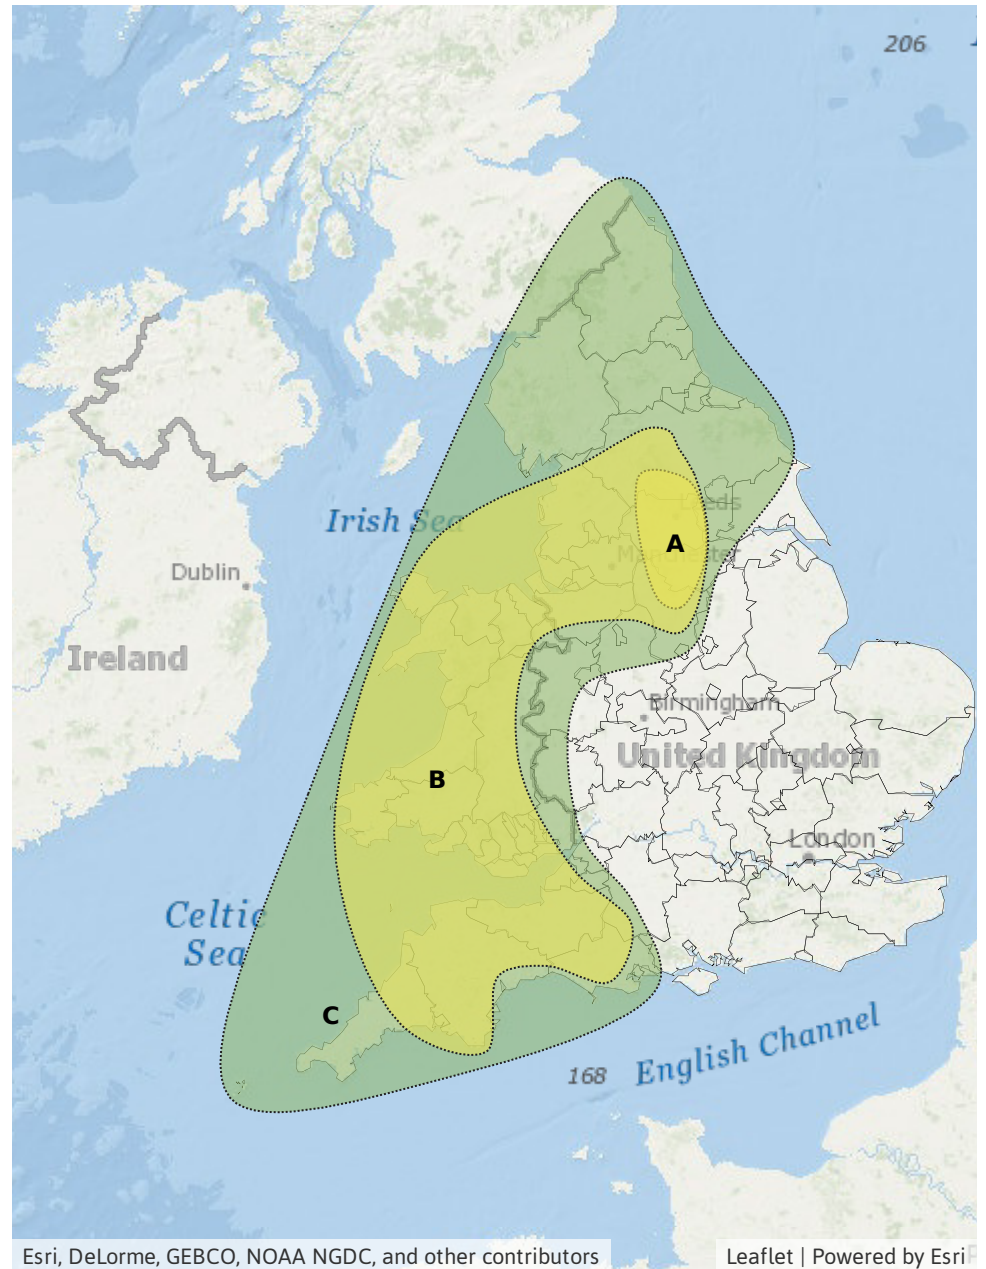 206
Irish Sea
Leeds
A
Manchester
Dublin
Ireland
Birmingham
United Kingdom
B
London
Celtic
Sea
C
English Channel
168
Esri, DeLorme, GEBCO, NOAA NGDC, and other contributors
Leaflet | Powered by Esri